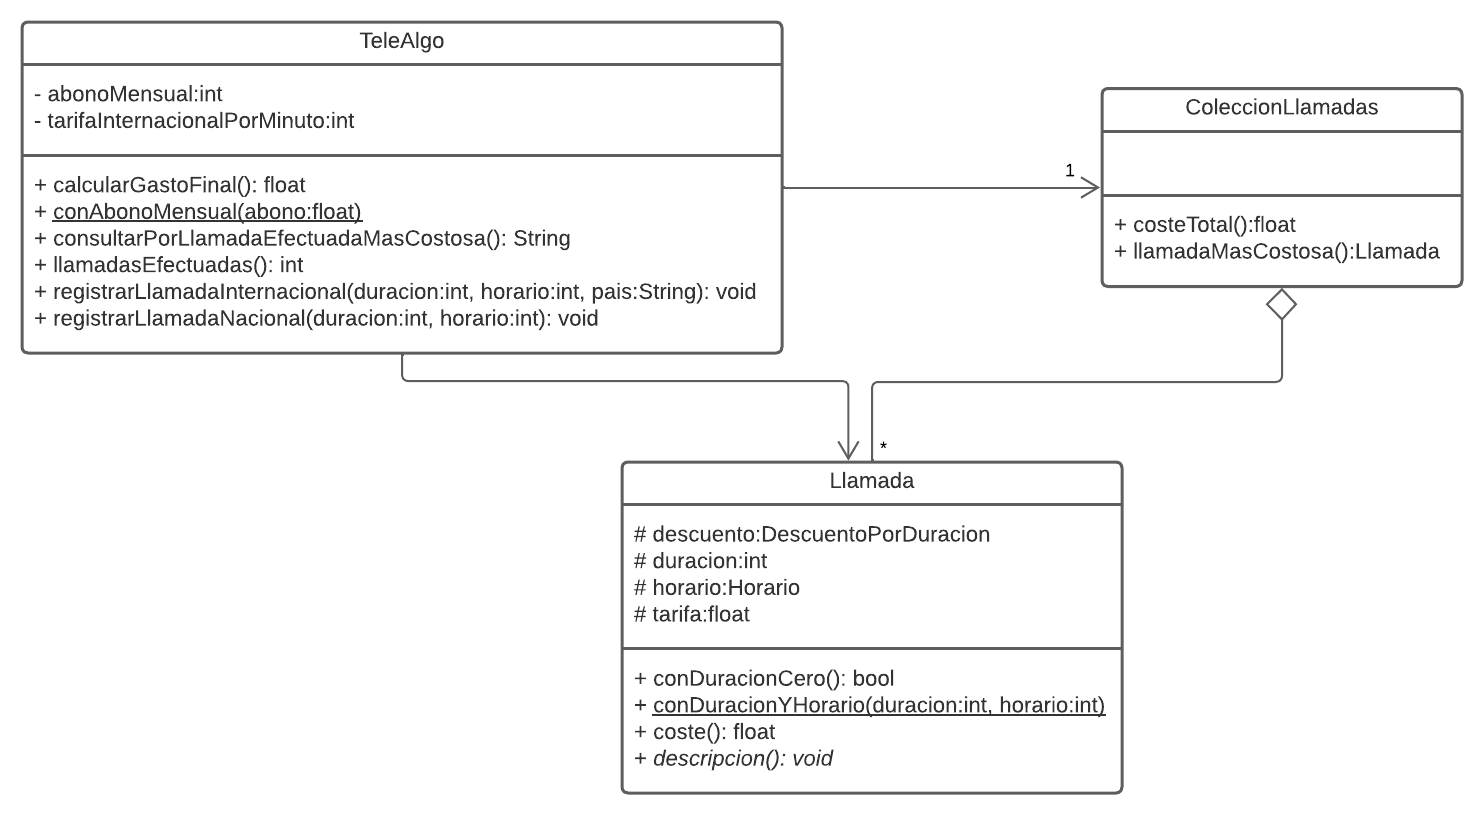 TeleAlgo
- abonoMensual:int
- tarifaInternacionalPorMinuto:int
+ calcularGastoFinal(): float
+ conAbonoMensual(abono:float)
+ consultarPorLlamadaEfectuadaMasCostosa(): String
+ llamadasEfectuadas(): int
+ registrarLlamadaInternacional(duracion:int, horario:int, pais:String): void
+ registrarLlamadaNacional(duracion:int, horario:int): void
1
ColeccionLlamadas
+ costeTotal():float
+ llamadaMasCostosa():Llamada
*
Llamada
# descuento:DescuentoPorDuracion
# duracion:int
# horario:Horario
# tarifa:float
+ conDuracionCero(): bool
+ conDuracionYHorario(duracion:int, horario:int)
+ coste(): float
+ descripcion(): void